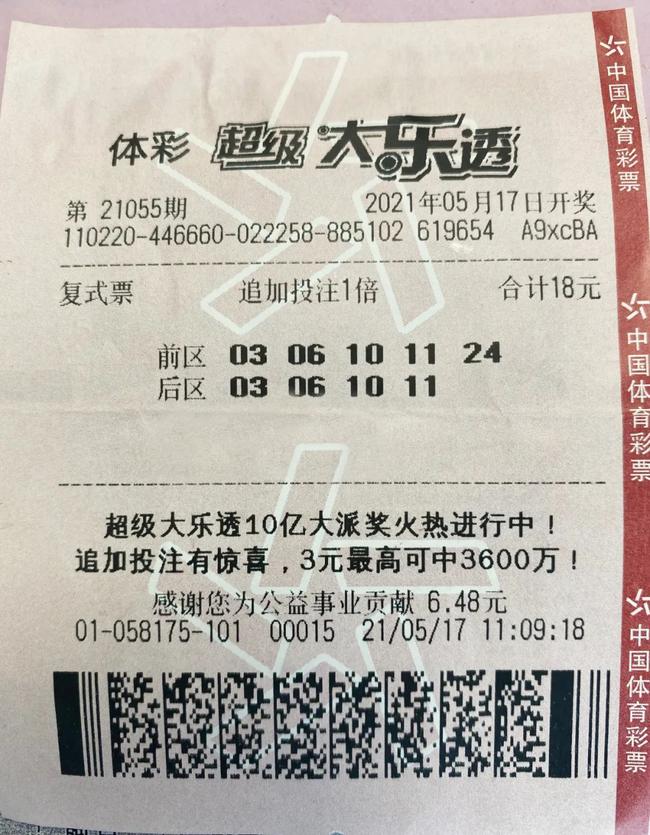 体彩 超级大乐透
第 21055期 2021年05月17日开奖
110220-446660-022258-885102 619654 A9xcBA
复式票 追加投注1倍 合计18元
前区 03 06 10 11 24
后区 03 06 10 11
超级大乐透10亿大派奖火热进行中！
追加投注有惊喜，3元最高可中3600万！
感谢您为公益事业贡献 6.48元
01-058175-101 00015 21/05/17 11:09:18
中国体育彩票
中国体育彩票
中国体育彩票